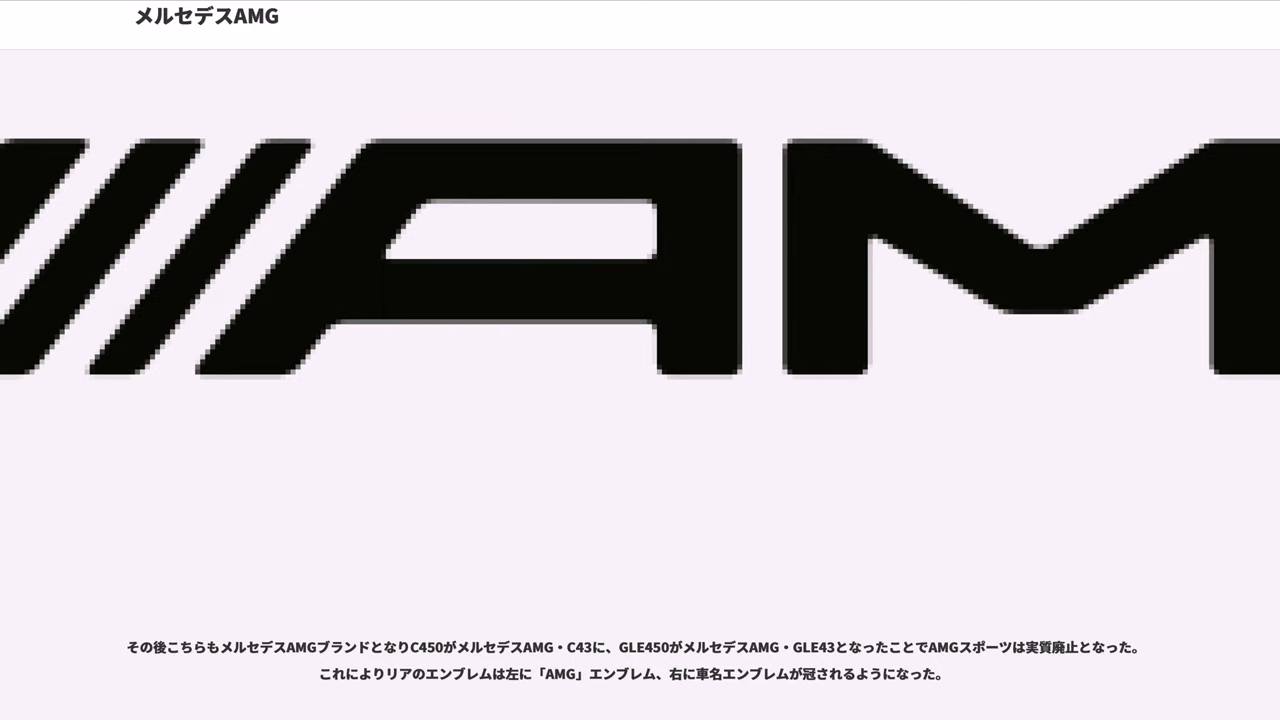 メルセデスAMG
AM
その後こちらもメルセデスAMGブランドとなりC450がメルセデスAMG・C43に、GLE450がメルセデスAMG・GLE43となったことでAMGスポーツは実質廃止となった。
これによりリアのエンブレムは左に「AMG」エンブレム、右に車名エンブレムが冠されるようになった。